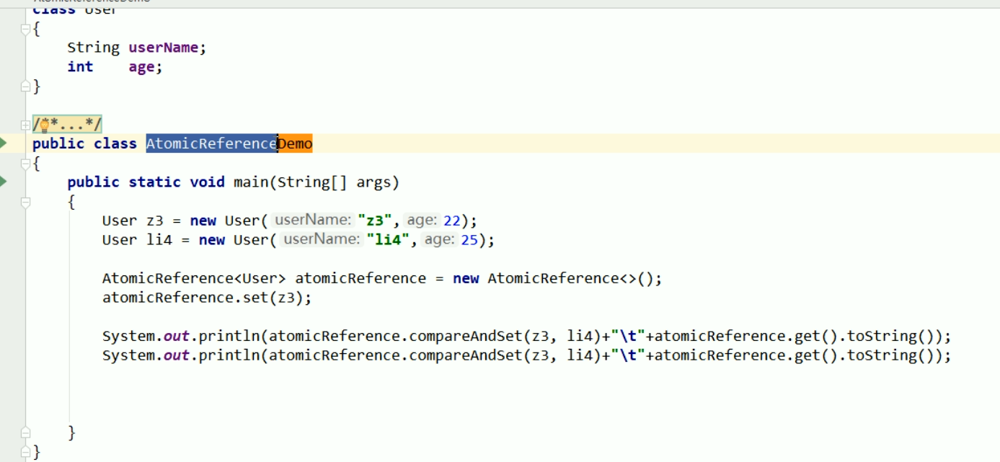 AtomicReferenceDemo
class User
{
    String userName;
    int    age;
}
/**...*/
public class AtomicReferenceDemo
{
    public static void main(String[] args)
    {
        User z3 = new User( userName: "z3", age: 22);
        User li4 = new User( userName: "li4", age: 25);
        AtomicReference<User> atomicReference = new AtomicReference<>();
        atomicReference.set(z3);
        System.out.println(atomicReference.compareAndSet(z3, li4)+"\t"+atomicReference.get().toString());
        System.out.println(atomicReference.compareAndSet(z3, li4)+"\t"+atomicReference.get().toString());
    }
}